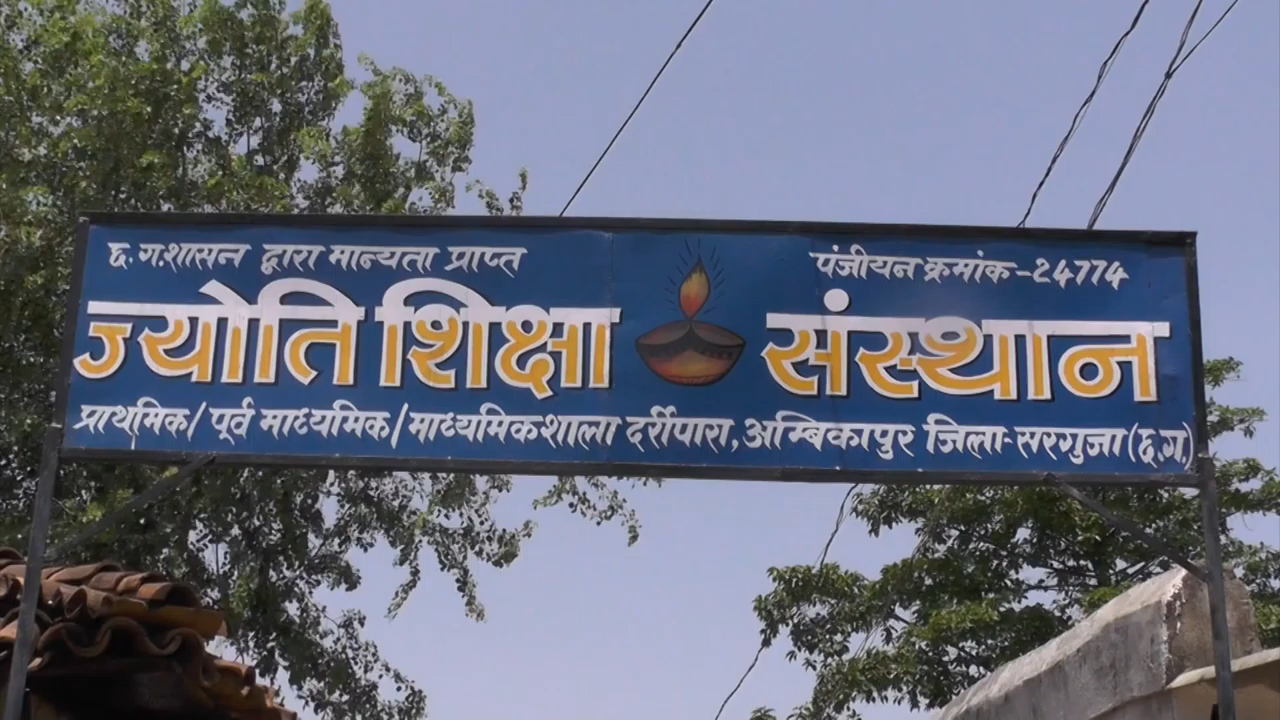 छ.ग.शासन द्वारा मान्यता प्राप्त पंजीयन क्रमांक-24774
ज्योति शिक्षा संस्थान
प्राथमिक/पूर्व माध्यमिक/माध्यमिकशाला दर्रीपारा,अम्बिकापुर जिला-सरगुजा(छ.ग.)